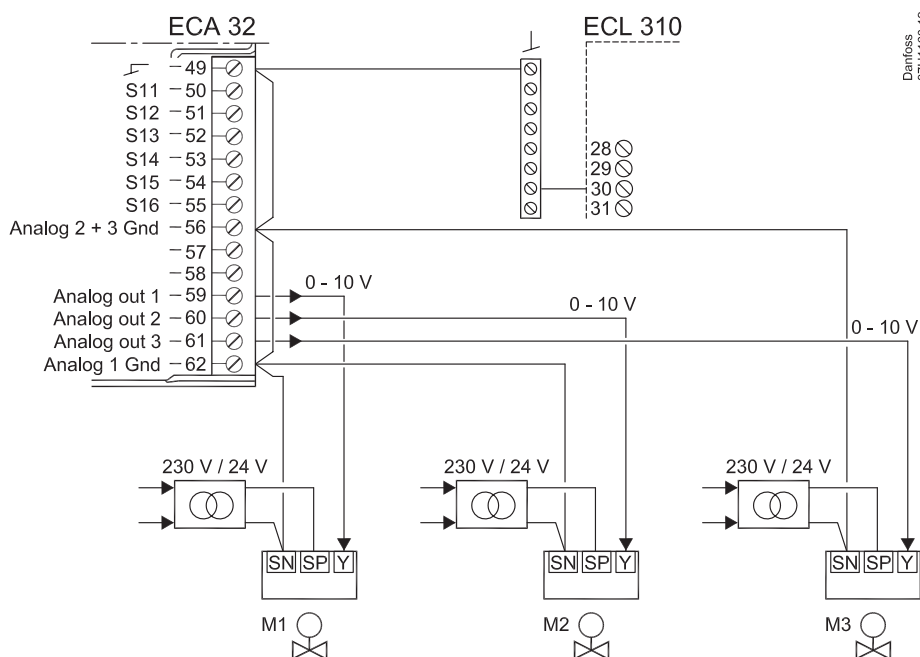 ECA 32
ECL 310
Danfoss
49
S11 50
S12 51
S13 52
S14 53
S15 54
S16 55
Analog 2 + 3 Gnd 56
57
58
Analog out 1 59
Analog out 2 60
Analog out 3 61
Analog 1 Gnd 62
28
29
30
31
0 - 10 V
0 - 10 V
0 - 10 V
230 V / 24 V
230 V / 24 V
230 V / 24 V
SN SP Y
SN SP Y
SN SP Y
M1
M2
M3